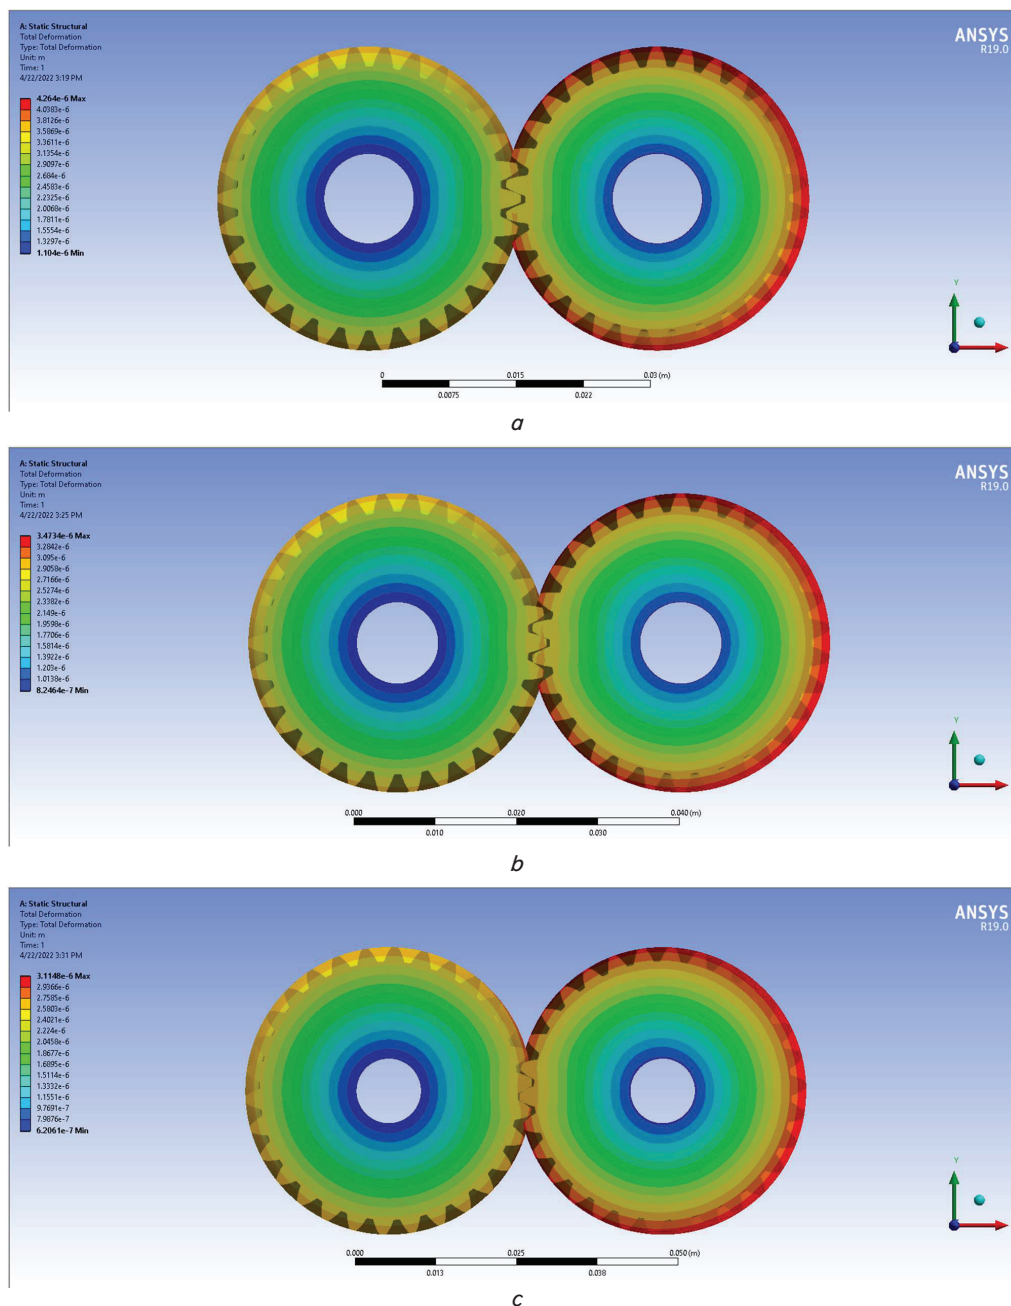 A: Static Structural
Total Deformation
Type: Total Deformation
Unit: m
Time: 1
4/22/2022 3:19 PM
4.264e-6 Max
4.0383e-6
3.8126e-6
3.5869e-6
3.3611e-6
3.1354e-6
2.9097e-6
2.684e-6
2.4583e-6
2.2325e-6
2.0068e-6
1.7811e-6
1.5554e-6
1.3297e-6
1.104e-6 Min
ANSYS
R19.0
Y
0 0.015 0.03 (m)
0.0075 0.022
a
A: Static Structural
Total Deformation
Type: Total Deformation
Unit: m
Time: 1
4/22/2022 3:25 PM
3.4734e-6 Max
3.2842e-6
3.095e-6
2.9058e-6
2.7166e-6
2.5274e-6
2.3382e-6
2.149e-6
1.9598e-6
1.7706e-6
1.5814e-6
1.3922e-6
1.203e-6
1.0138e-6
8.2464e-7 Min
ANSYS
R19.0
Y
0.000 0.020 0.040 (m)
0.010 0.030
b
A: Static Structural
Total Deformation
Type: Total Deformation
Unit: m
Time: 1
4/22/2022 3:31 PM
3.1148e-6 Max
2.9366e-6
2.7585e-6
2.5803e-6
2.4021e-6
2.224e-6
2.0458e-6
1.8677e-6
1.6895e-6
1.5114e-6
1.3332e-6
1.1551e-6
9.7691e-7
7.9876e-7
6.2061e-7 Min
ANSYS
R19.0
Y
0.000 0.025 0.050 (m)
0.013 0.038
c